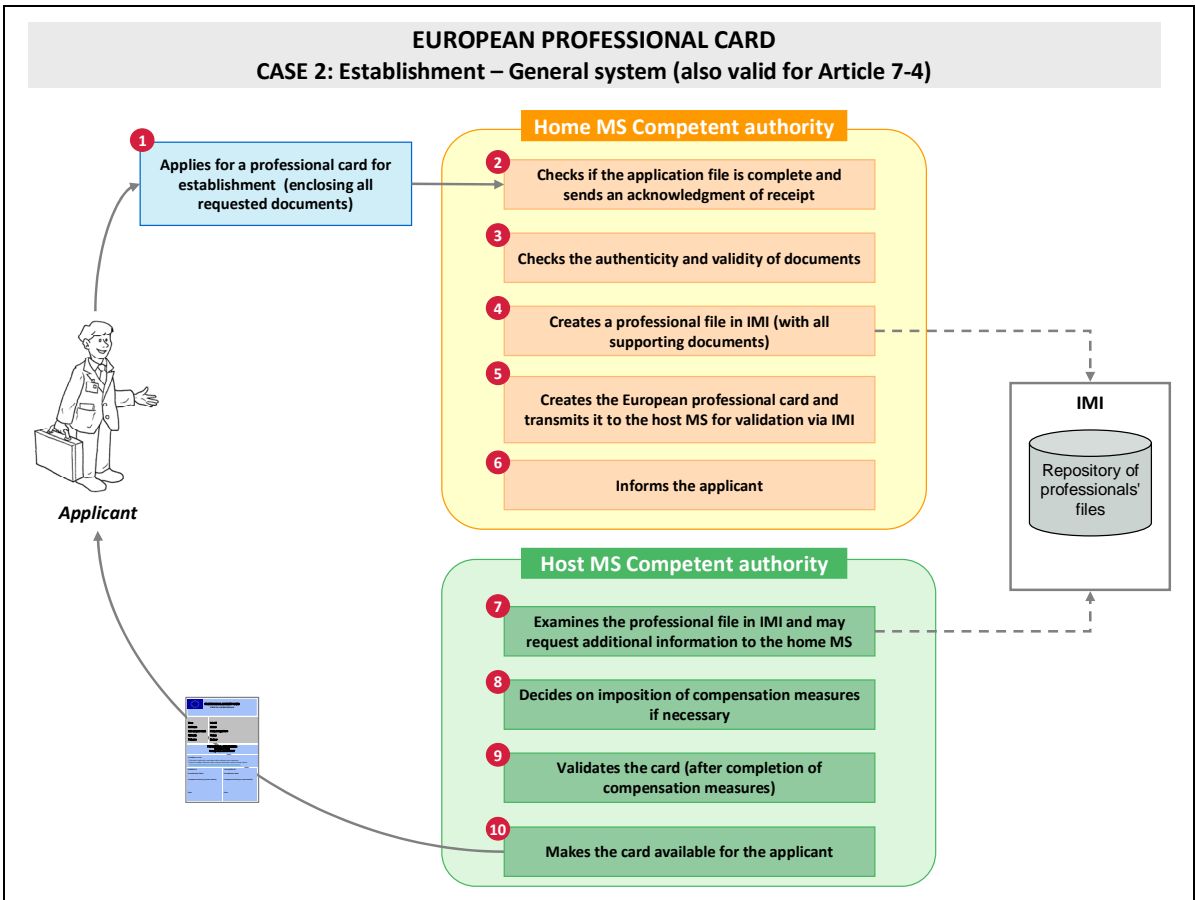 EUROPEAN PROFESSIONAL CARD
CASE 2: Establishment – General system (also valid for Article 7-4)
Home MS Competent authority
1
Applies for a professional card for
establishment (enclosing all
requested documents)
2
Checks if the application file is complete and
sends an acknowledgment of receipt
3
Checks the authenticity and validity of documents
4
Creates a professional file in IMI (with all
supporting documents)
5
Creates the European professional card and
transmits it to the host MS for validation via IMI
6
Informs the applicant
IMI
Repository of
professionals'
files
Applicant
Host MS Competent authority
7
Examines the professional file in IMI and may
request additional information to the home MS
8
Decides on imposition of compensation measures
if necessary
9
Validates the card (after completion of
compensation measures)
10
Makes the card available for the applicant